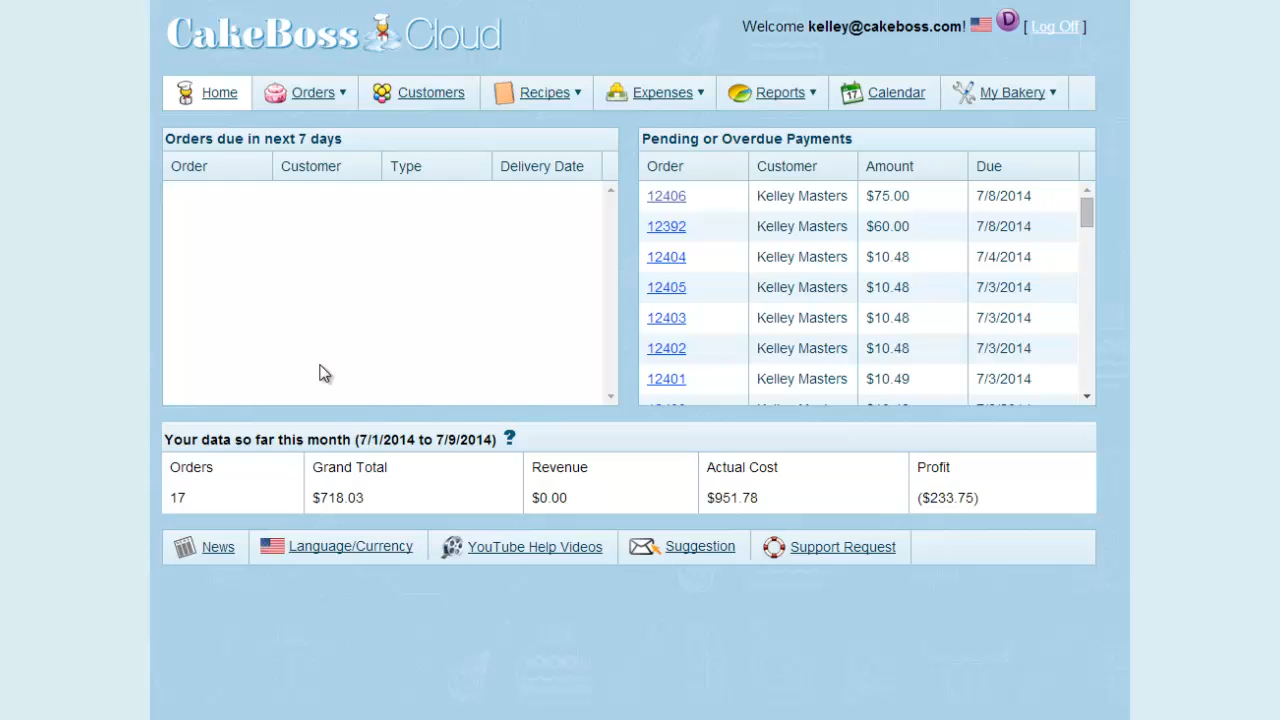 CakeBoss Cloud
Welcome kelley@cakeboss.com! D [ Log Off ]
Home Orders ▾ Customers Recipes ▾ Expenses ▾ Reports ▾ 17 Calendar My Bakery ▾
Orders due in next 7 days
Order Customer Type Delivery Date
Pending or Overdue Payments
Order Customer Amount Due
12406 Kelley Masters $75.00 7/8/2014
12392 Kelley Masters $60.00 7/8/2014
12404 Kelley Masters $10.48 7/4/2014
12405 Kelley Masters $10.48 7/3/2014
12403 Kelley Masters $10.48 7/3/2014
12402 Kelley Masters $10.48 7/3/2014
12401 Kelley Masters $10.49 7/3/2014
Your data so far this month (7/1/2014 to 7/9/2014) ?
Orders Grand Total Revenue Actual Cost Profit
17 $718.03 $0.00 $951.78 ($233.75)
News Language/Currency YouTube Help Videos Suggestion Support Request